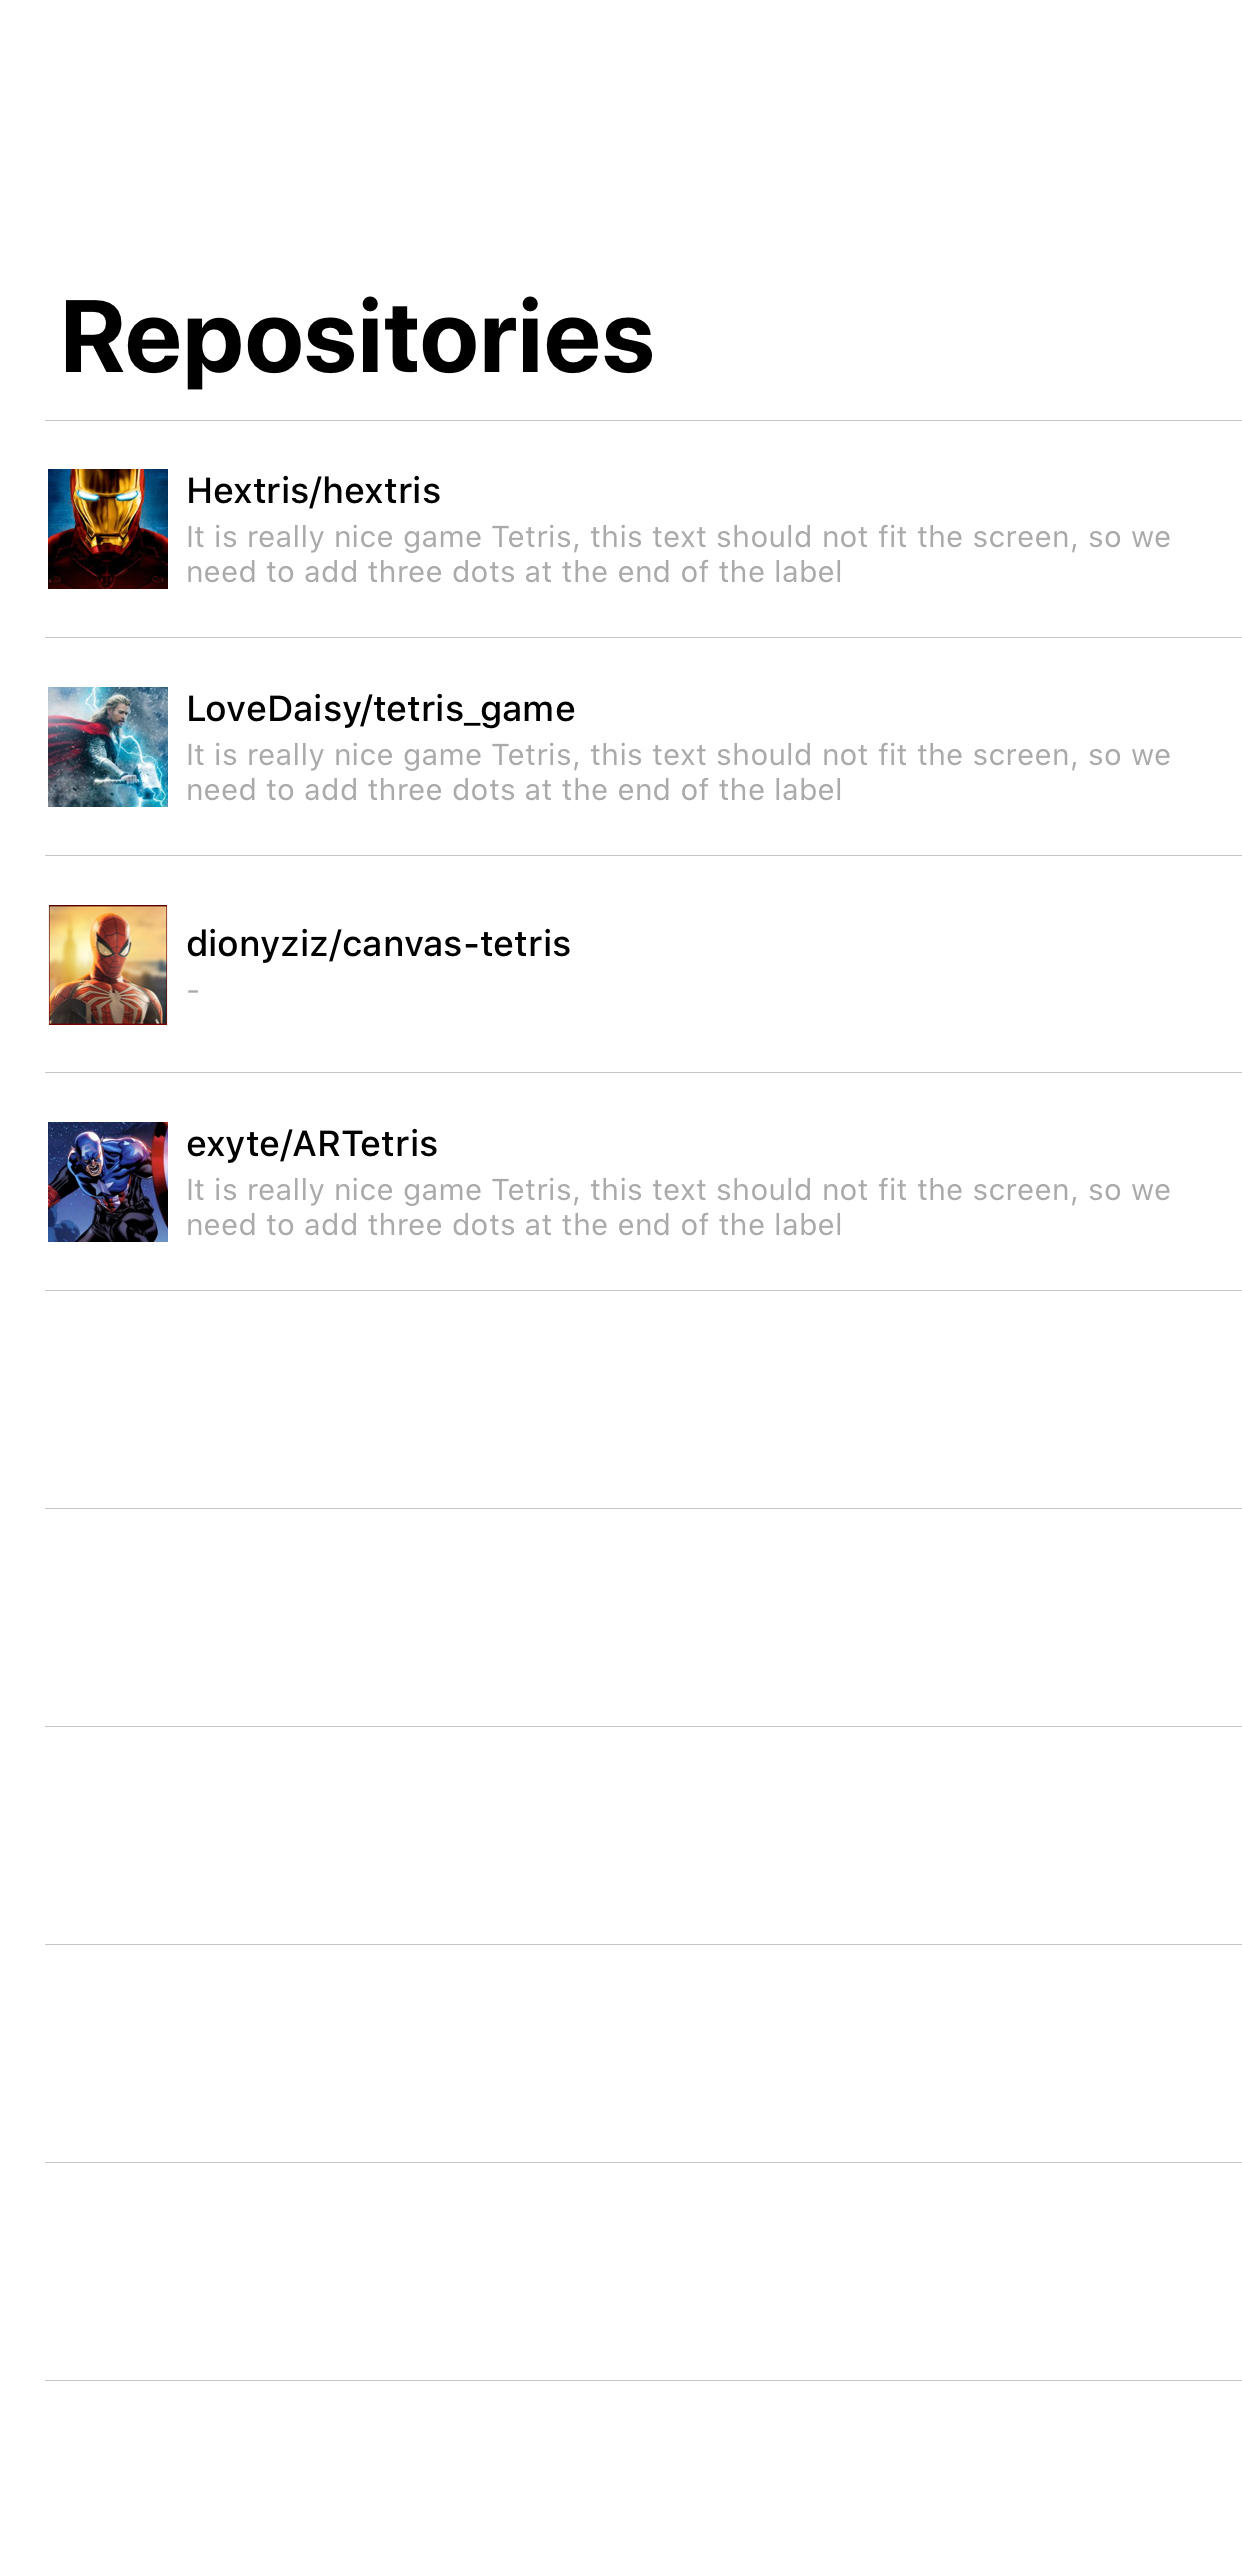 Repositories
Hextris/hextris
It is really nice game Tetris, this text should not fit the screen, so we
need to add three dots at the end of the label
LoveDaisy/tetris_game
It is really nice game Tetris, this text should not fit the screen, so we
need to add three dots at the end of the label
dionyziz/canvas-tetris
-
exyte/ARTetris
It is really nice game Tetris, this text should not fit the screen, so we
need to add three dots at the end of the label